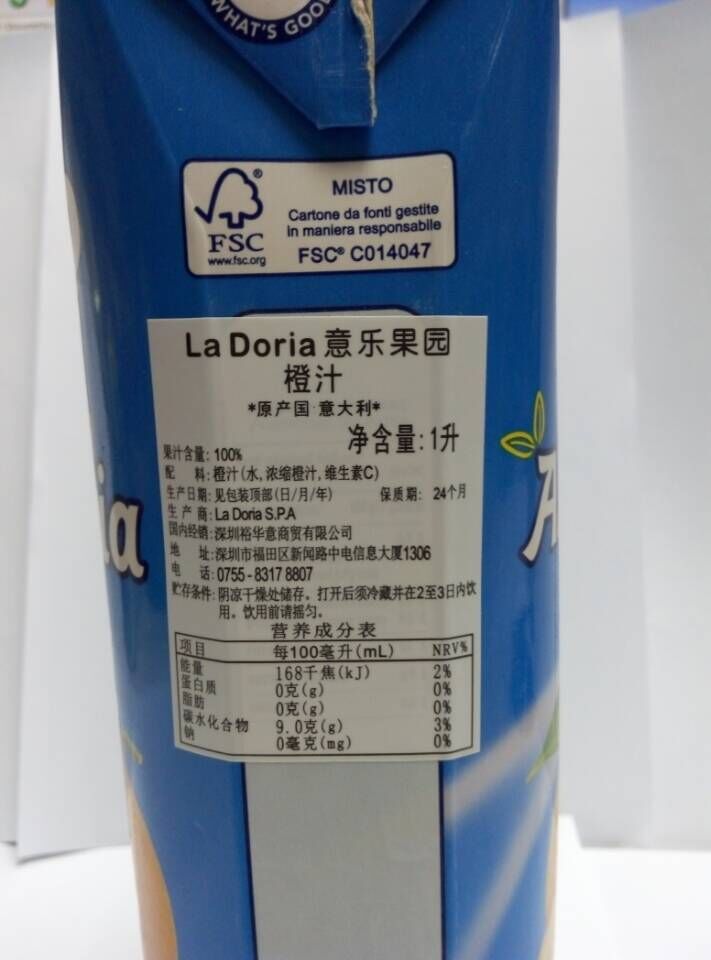 WHAT'S GOO
MISTO
Cartone da fonti gestite
in maniera responsabile
FSC® C014047
®
FSC
www.fsc.org
La Doria 意乐果园
橙汁
*原产国 意大利*
净含量: 1升
果汁含量: 100%
配 料: 橙汁(水, 浓缩橙汁, 维生素C)
生产日期: 见包装顶部(日/月/年) 保质期: 24个月
生 产 商: La Doria S.P.A
国内经销: 深圳裕华意商贸有限公司
地 址: 深圳市福田区新闻路中电信息大厦1306
电 话: 0755-8317 8807
贮存条件: 阴凉干燥处储存。打开后须冷藏并在2至3日内饮
用。饮用前请摇匀。
营养成分表
项目 每100毫升(mL) NRV%
能量 168千焦(kJ) 2%
蛋白质 0克(g) 0%
脂肪 0克(g) 0%
碳水化合物 9.0克(g) 3%
钠 0毫克(mg) 0%
ia
A